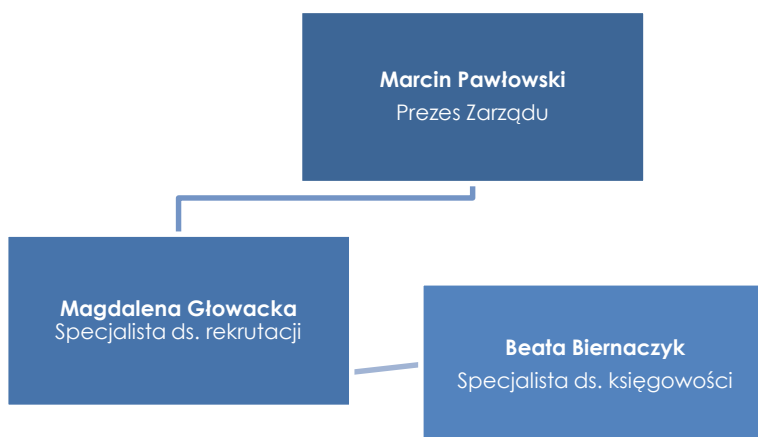 Marcin Pawłowski
Prezes Zarządu
Magdalena Głowacka
Specjalista ds. rekrutacji
Beata Biernaczyk
Specjalista ds. księgowości